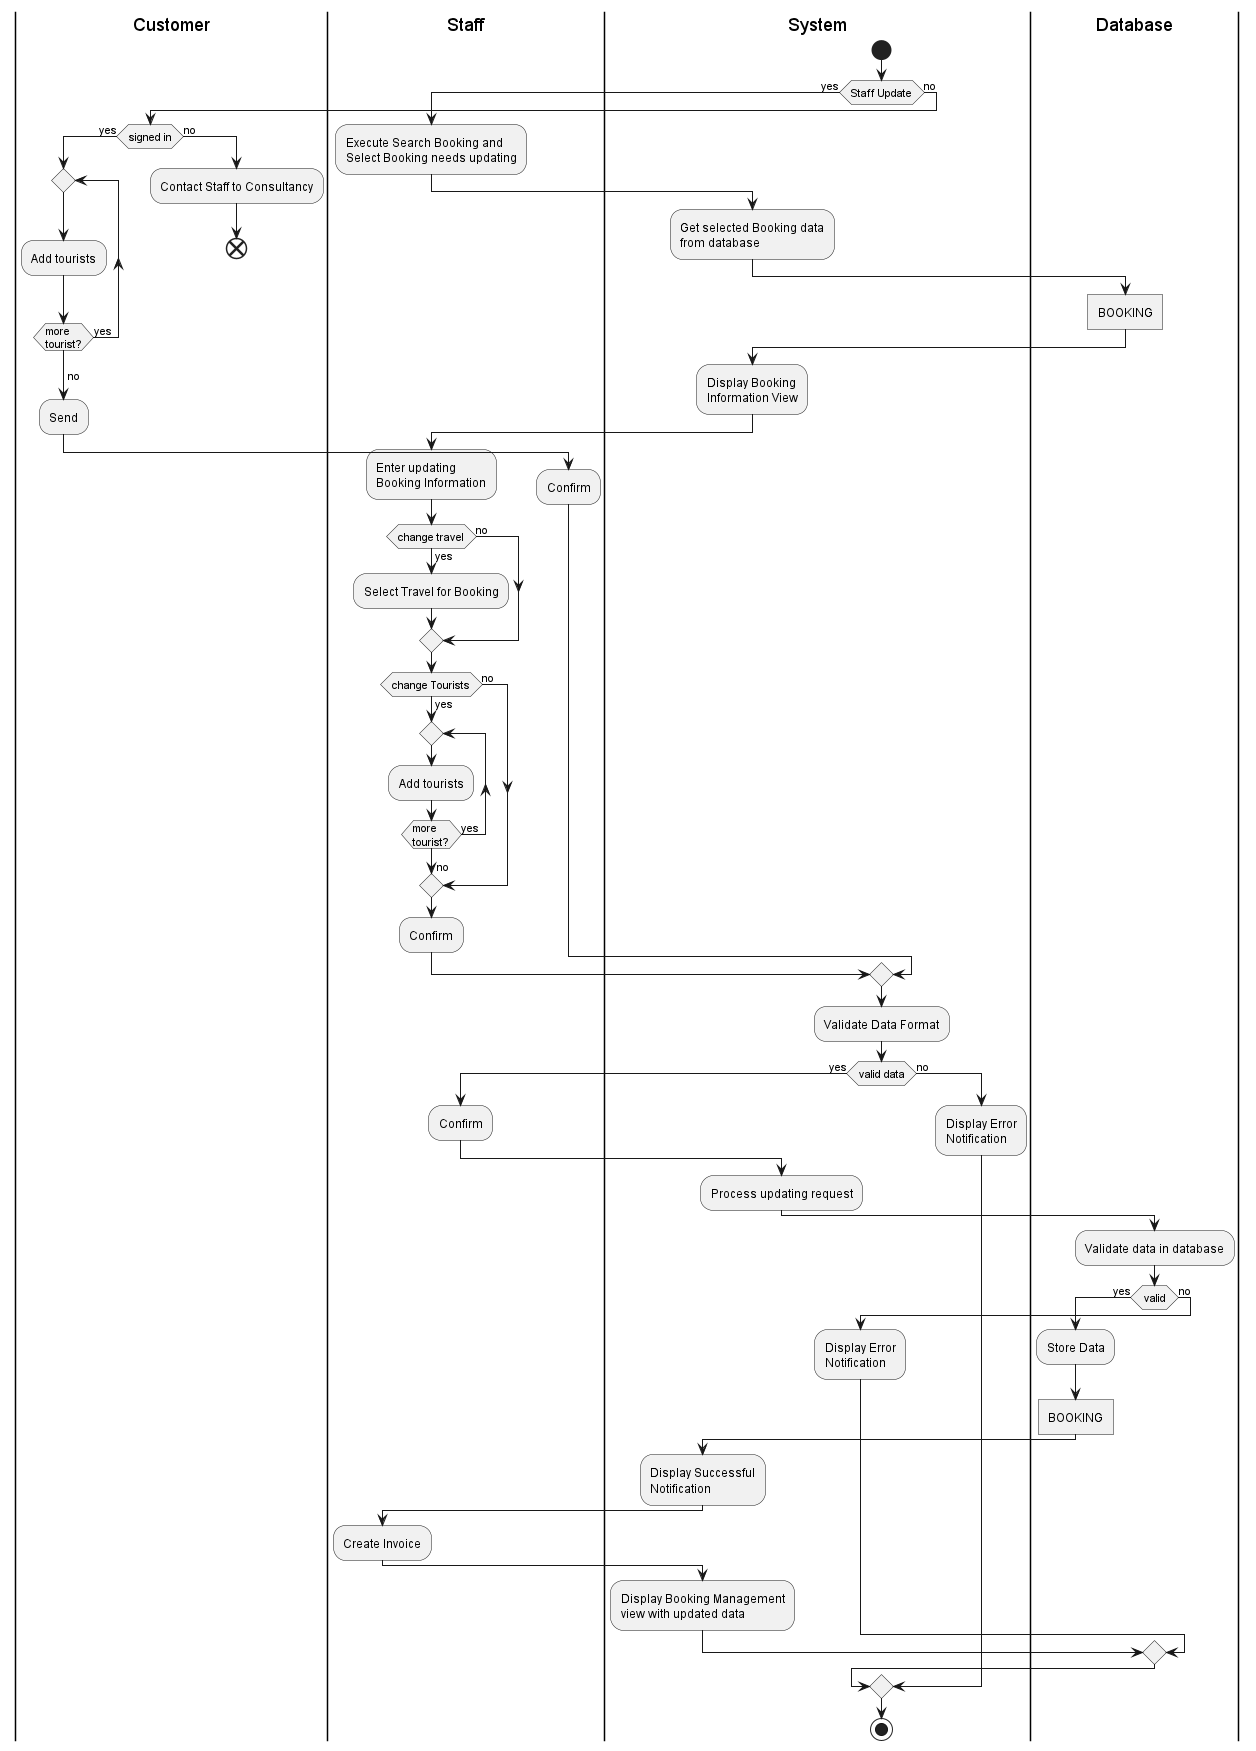 Customer
Staff
System
Database
yes
Staff Update
no
yes
signed in
no
Execute Search Booking and
Select Booking needs updating
Contact Staff to Consultancy
Get selected Booking data
from database
Add tourists
BOOKING
more
tourist?
yes
no
Display Booking
Information View
Send
Enter updating
Booking Information
Confirm
change travel
no
yes
Select Travel for Booking
change Tourists
no
yes
Add tourists
more
tourist?
yes
no
Confirm
Validate Data Format
yes
valid data
no
Confirm
Display Error
Notification
Process updating request
Validate data in database
yes
valid
no
Display Error
Notification
Store Data
BOOKING
Display Successful
Notification
Create Invoice
Display Booking Management
view with updated data